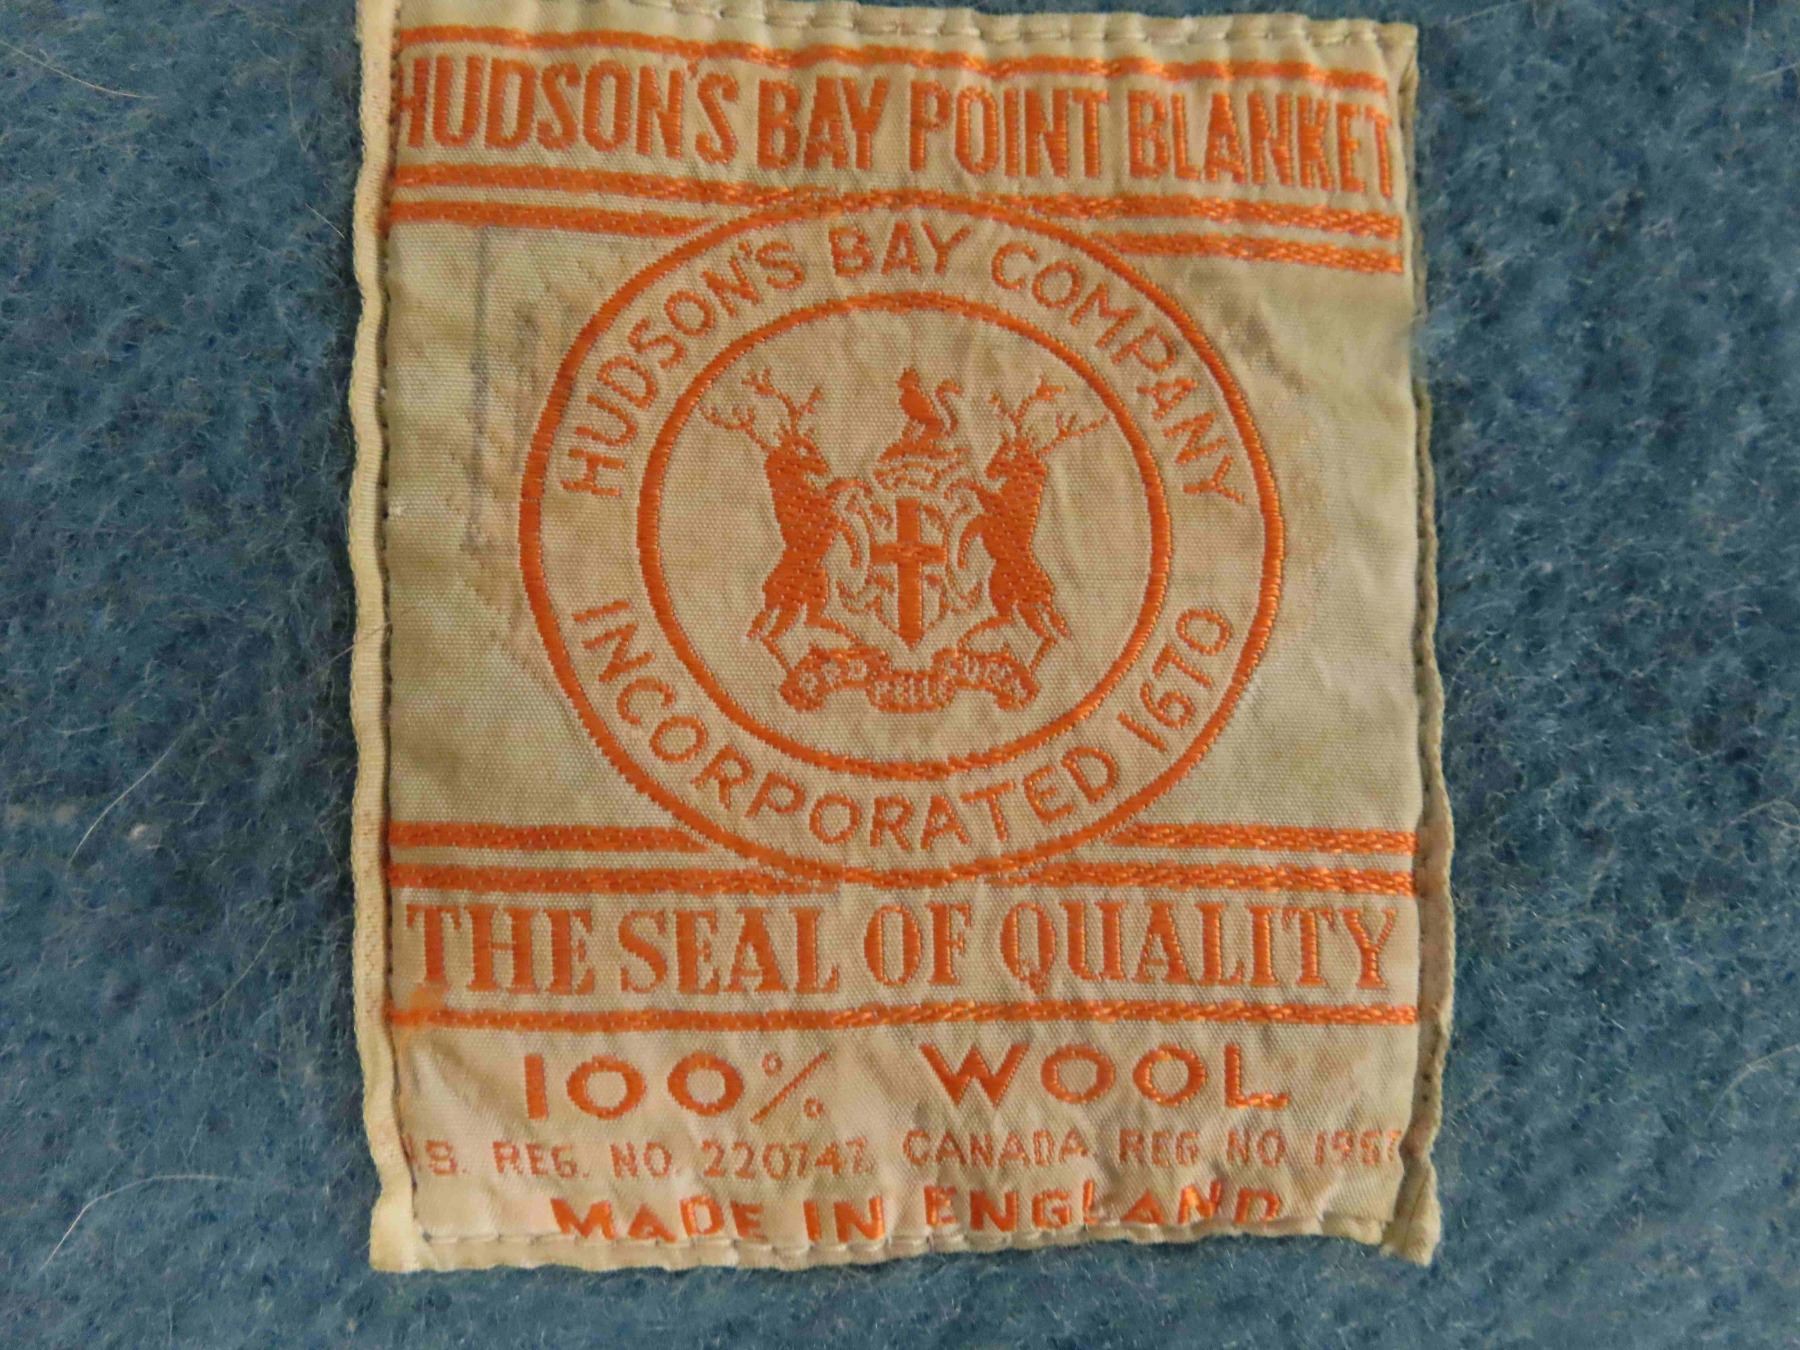 HUDSON'S BAY POINT BLANKET
HUDSON'S BAY COMPANY
INCORPORATED 1670
THE SEAL OF QUALITY
100% WOOL
REG. NO. 220747 CANADA REG NO
MADE IN ENGLAND